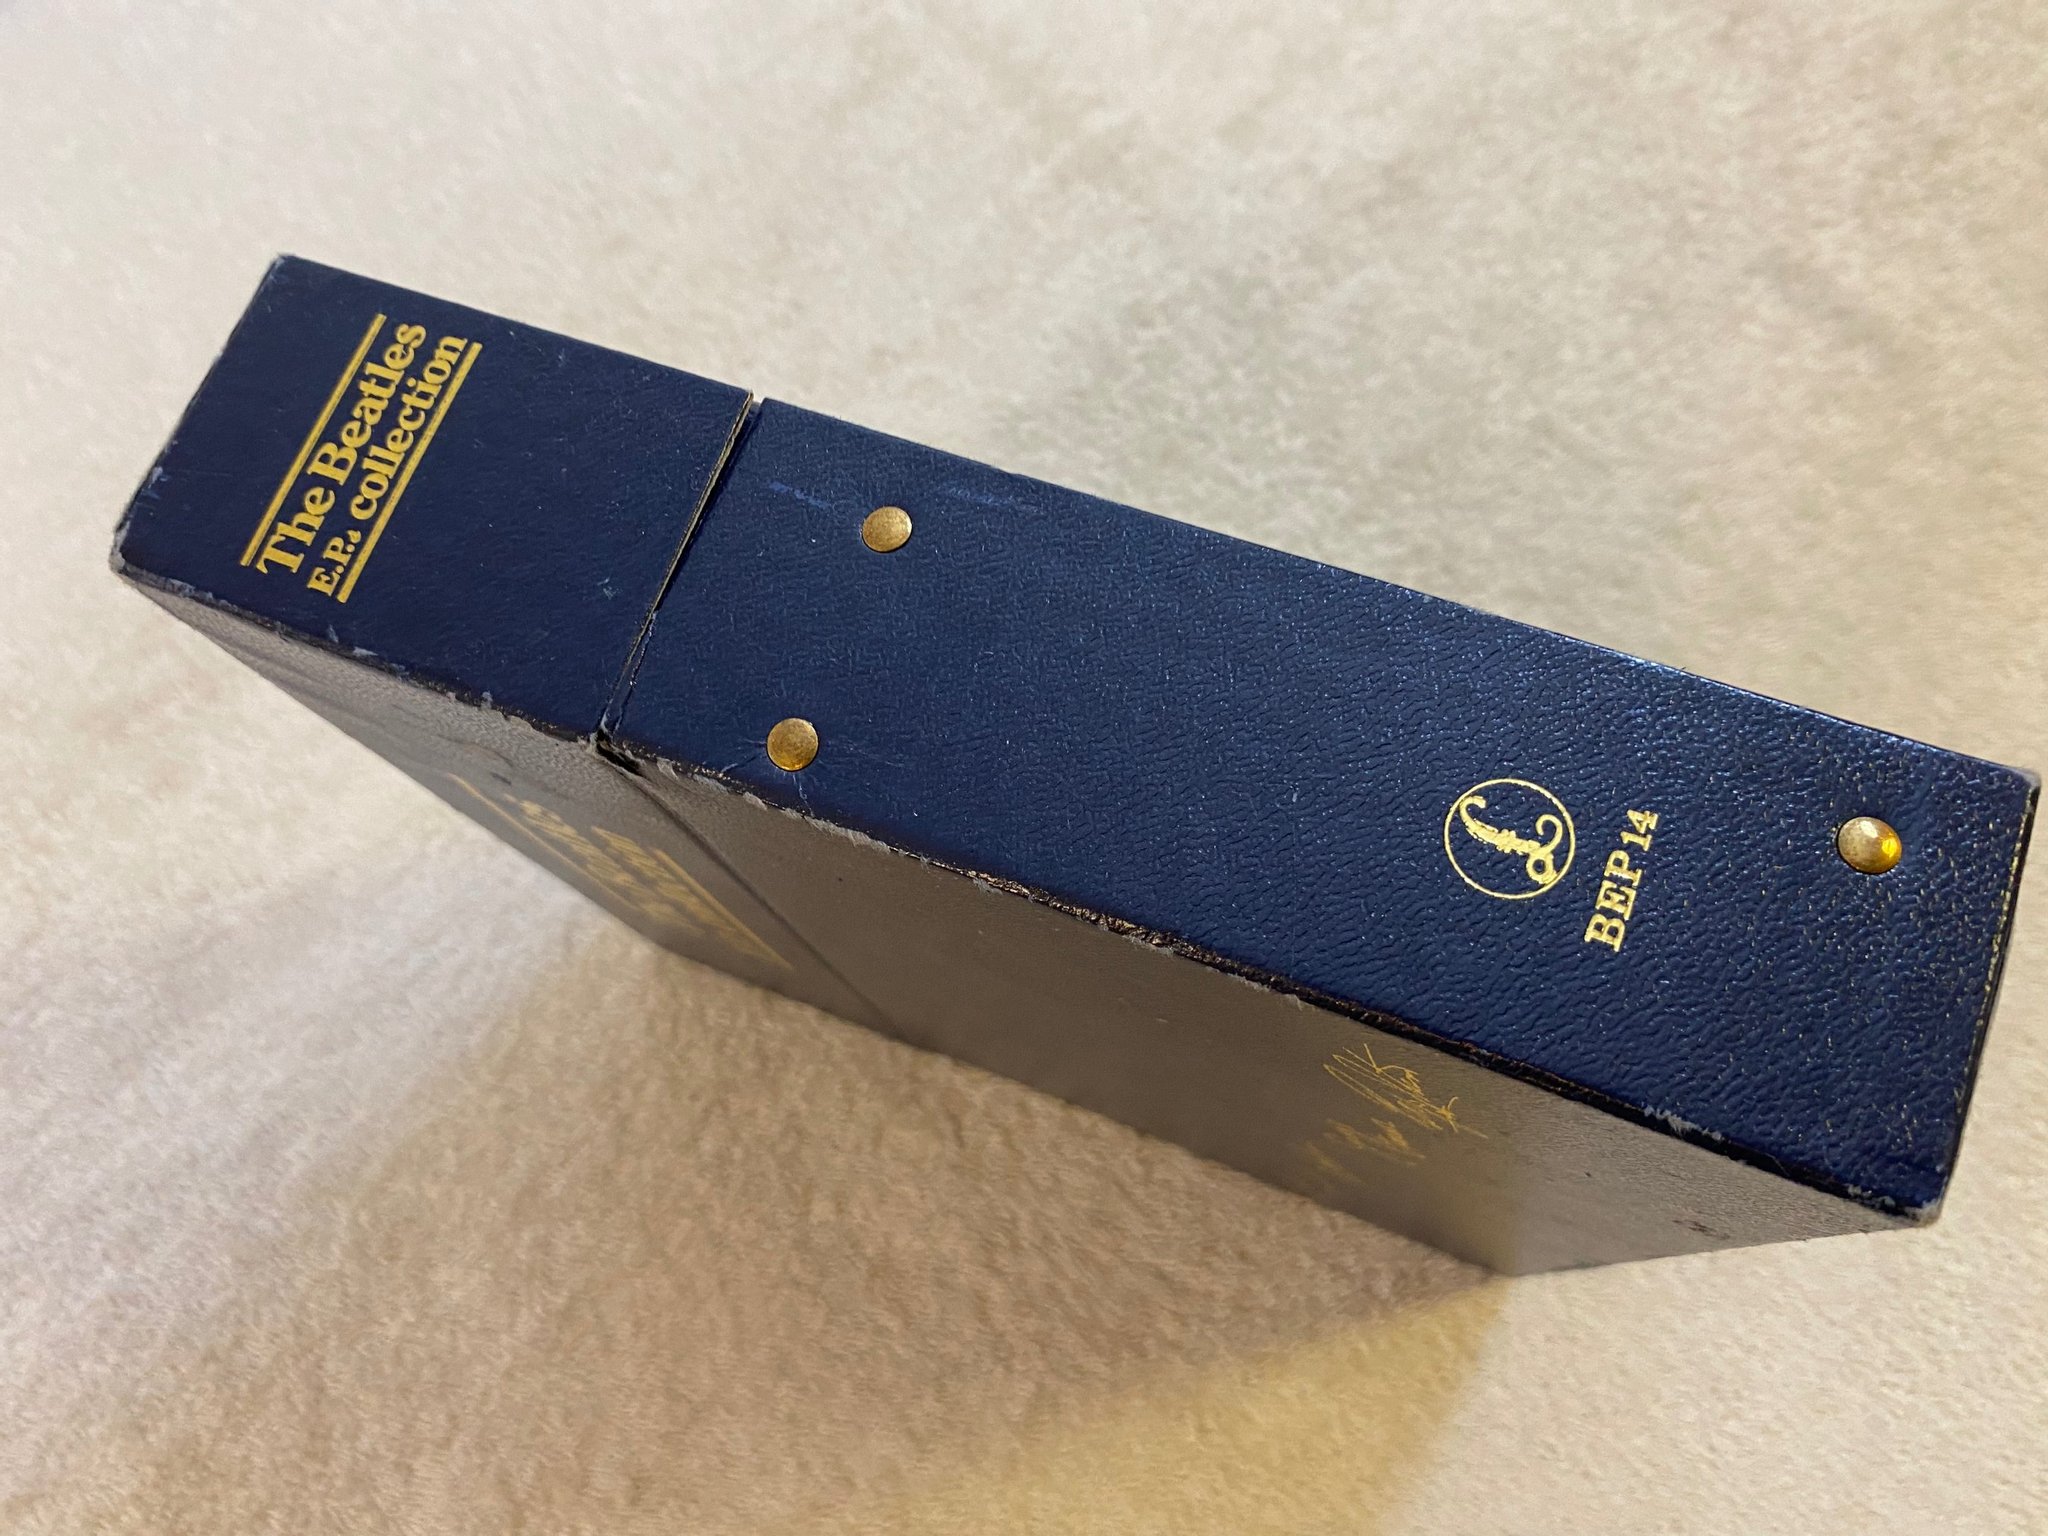 The Beatles
E.P.s collection
£
BEP 14